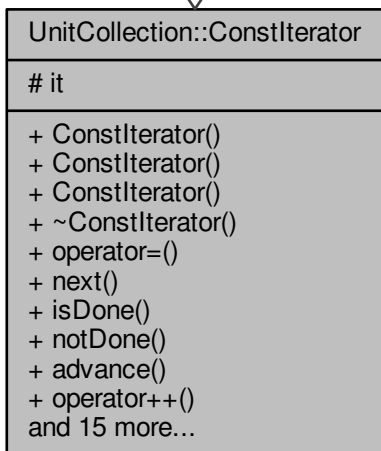 UnitCollection::ConstIterator
# it
+ ConstIterator()
+ ConstIterator()
+ ConstIterator()
+ ~ConstIterator()
+ operator=()
+ next()
+ isDone()
+ notDone()
+ advance()
+ operator++()
and 15 more...